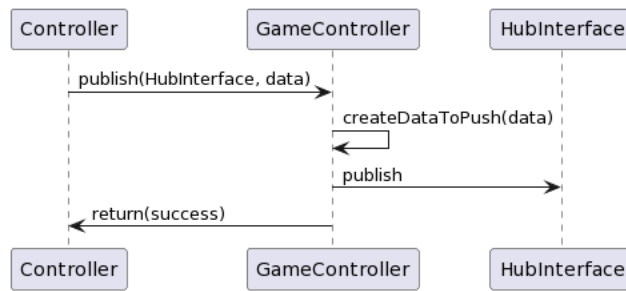 Controller GameController HubInterface
publish(HubInterface, data)
createDataToPush(data)
publish
return(success)
Controller GameController HubInterface